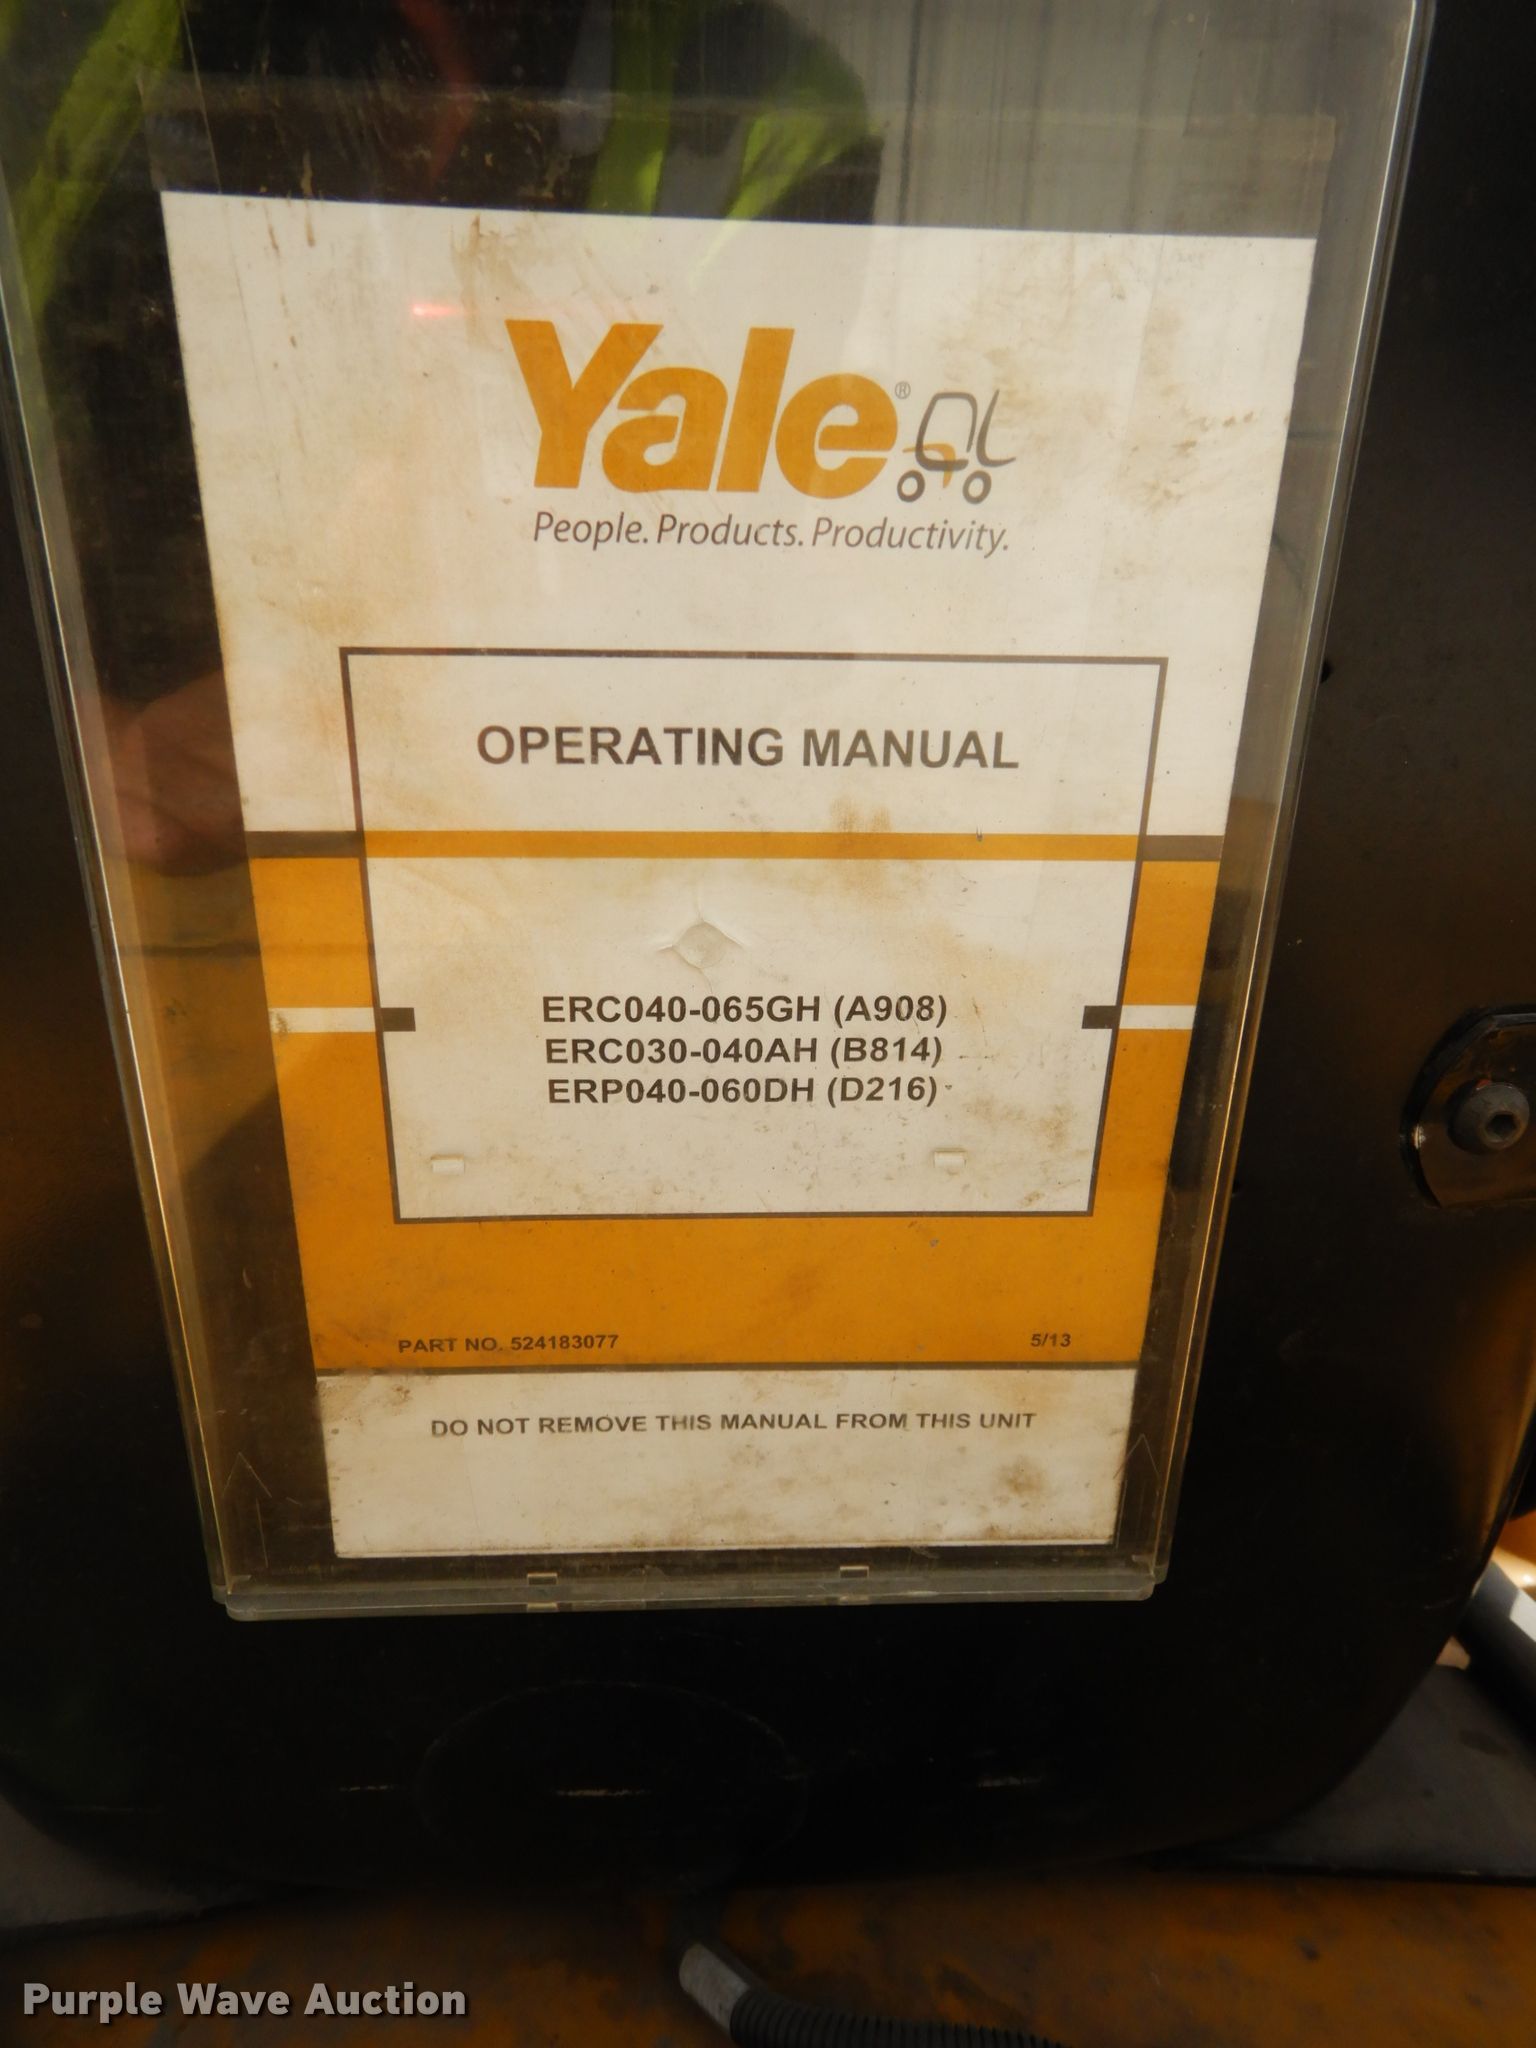 Yale®
People. Products. Productivity.
OPERATING MANUAL
ERC040-065GH (A908)
ERC030-040AH (B814)
ERP040-060DH (D216)
PART NO. 524183077 5/13
DO NOT REMOVE THIS MANUAL FROM THIS UNIT
Purple Wave Auction